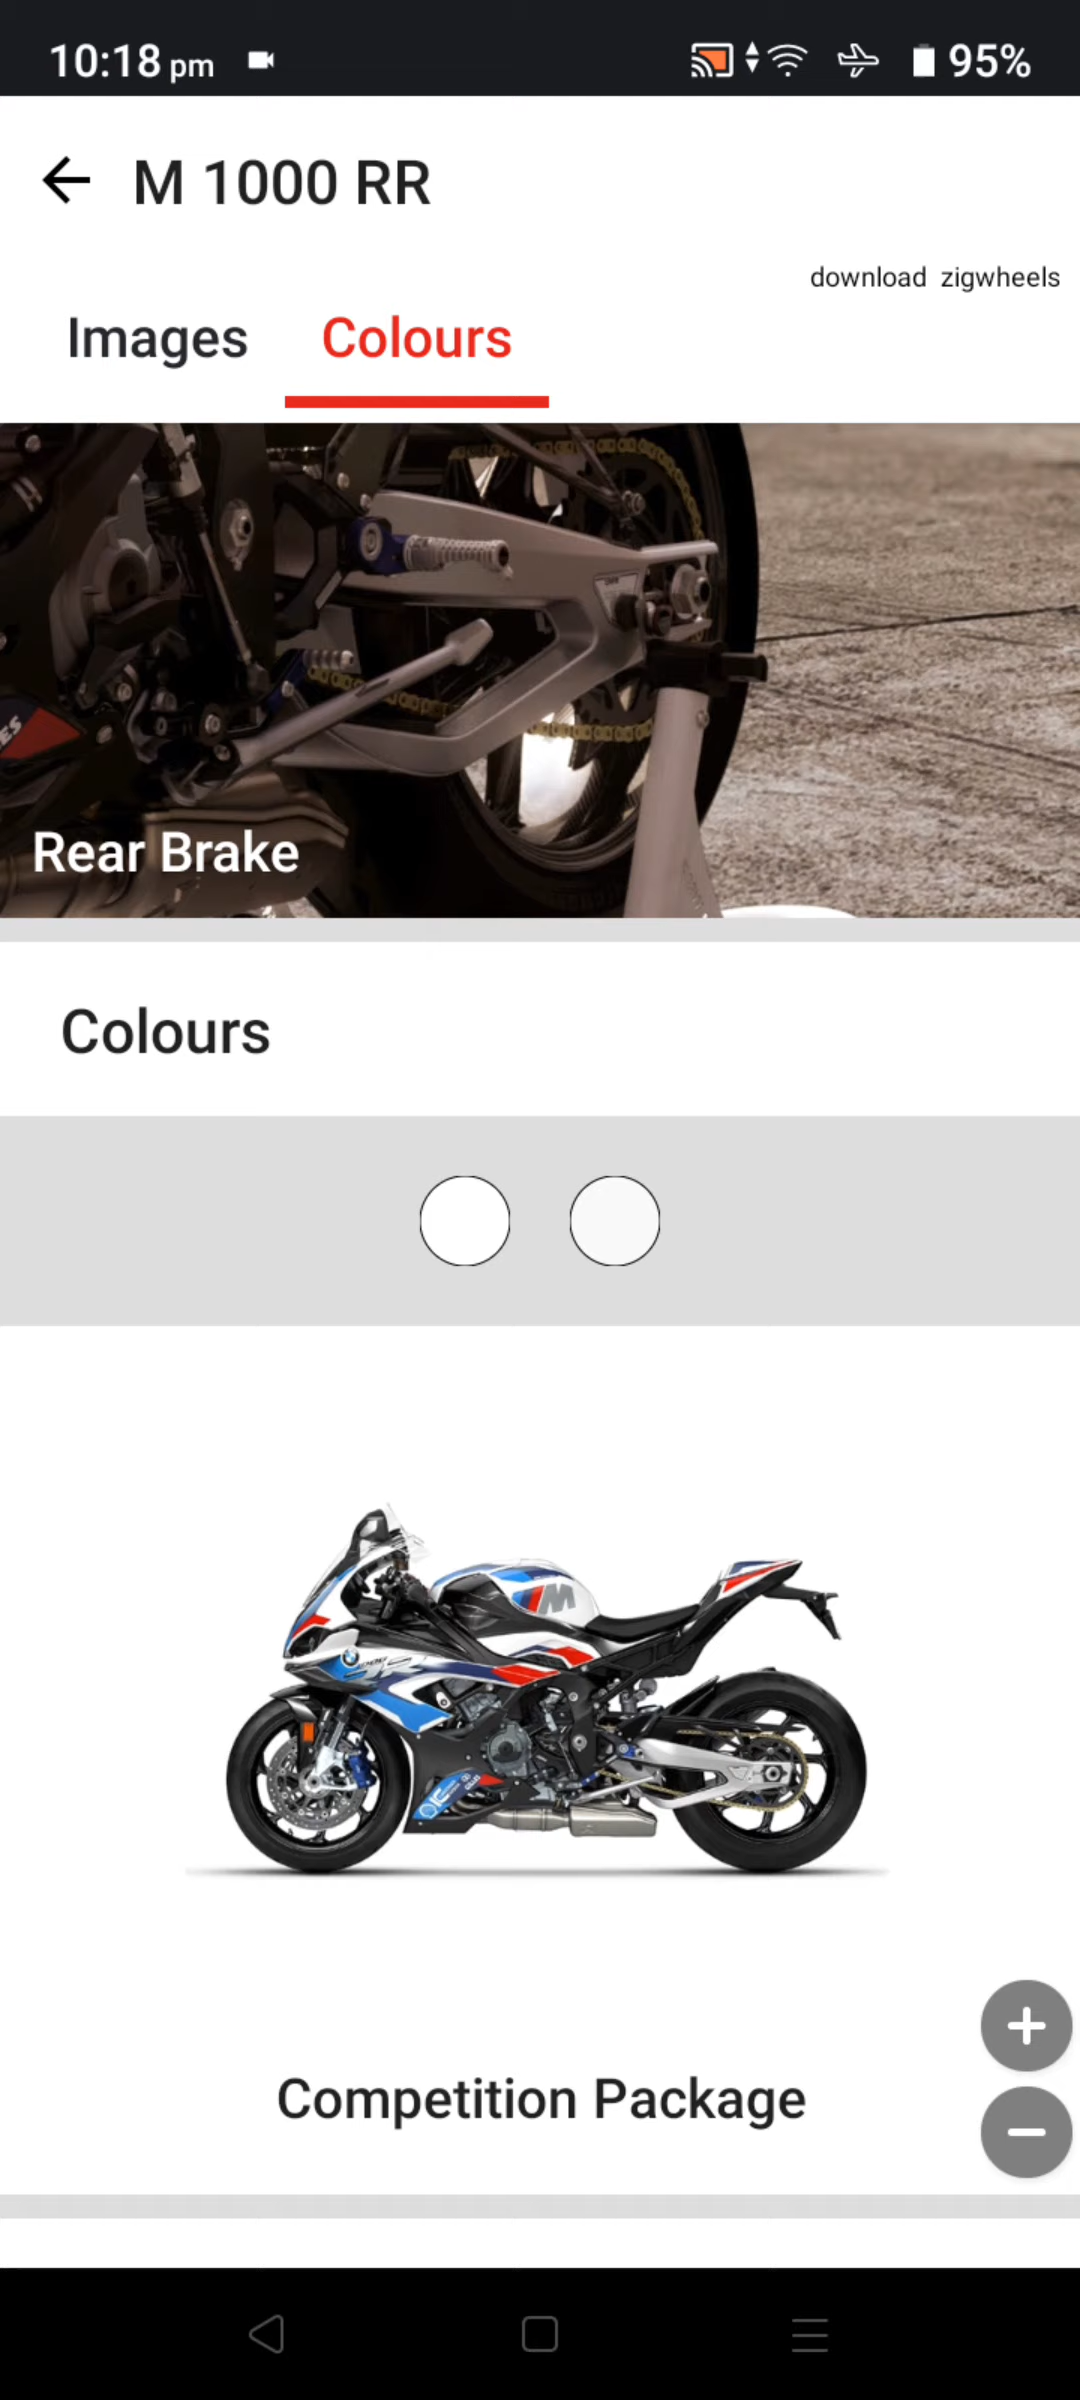 10:18 pm
95%
M 1000 RR
download zigwheels
Images
Colours
Rear Brake
Colours
M
Competition Package